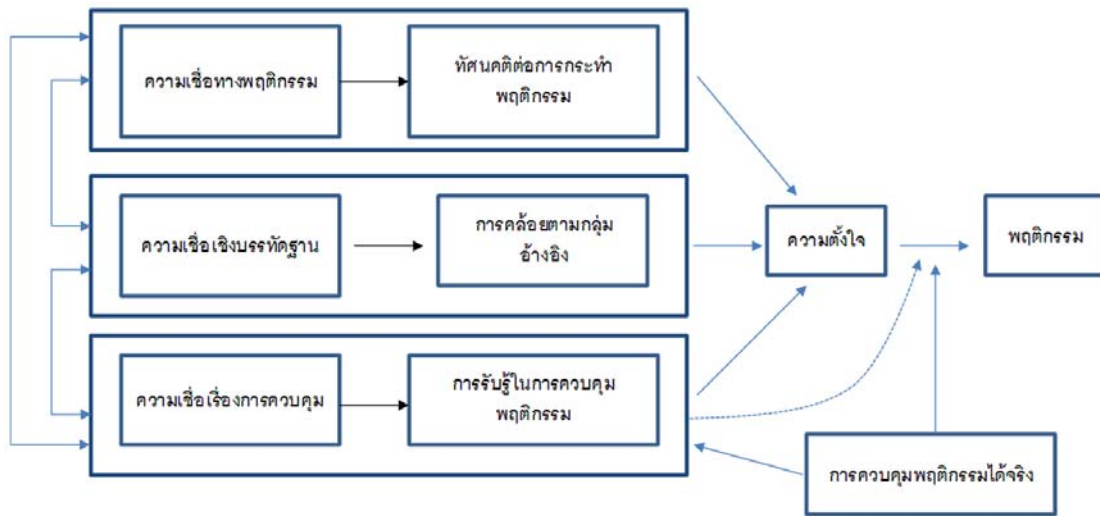 ความเชื่อทางพฤติกรรม
ทัศนคติต่อการกระทำ
พฤติกรรม
ความเชื่อเชิงบรรทัดฐาน
การคล้อยตามกลุ่ม
อ้างอิง
ความตั้งใจ
พฤติกรรม
ความเชื่อเรื่องการควบคุม
การรับรู้ในการควบคุม
พฤติกรรม
การควบคุมพฤติกรรมได้จริง